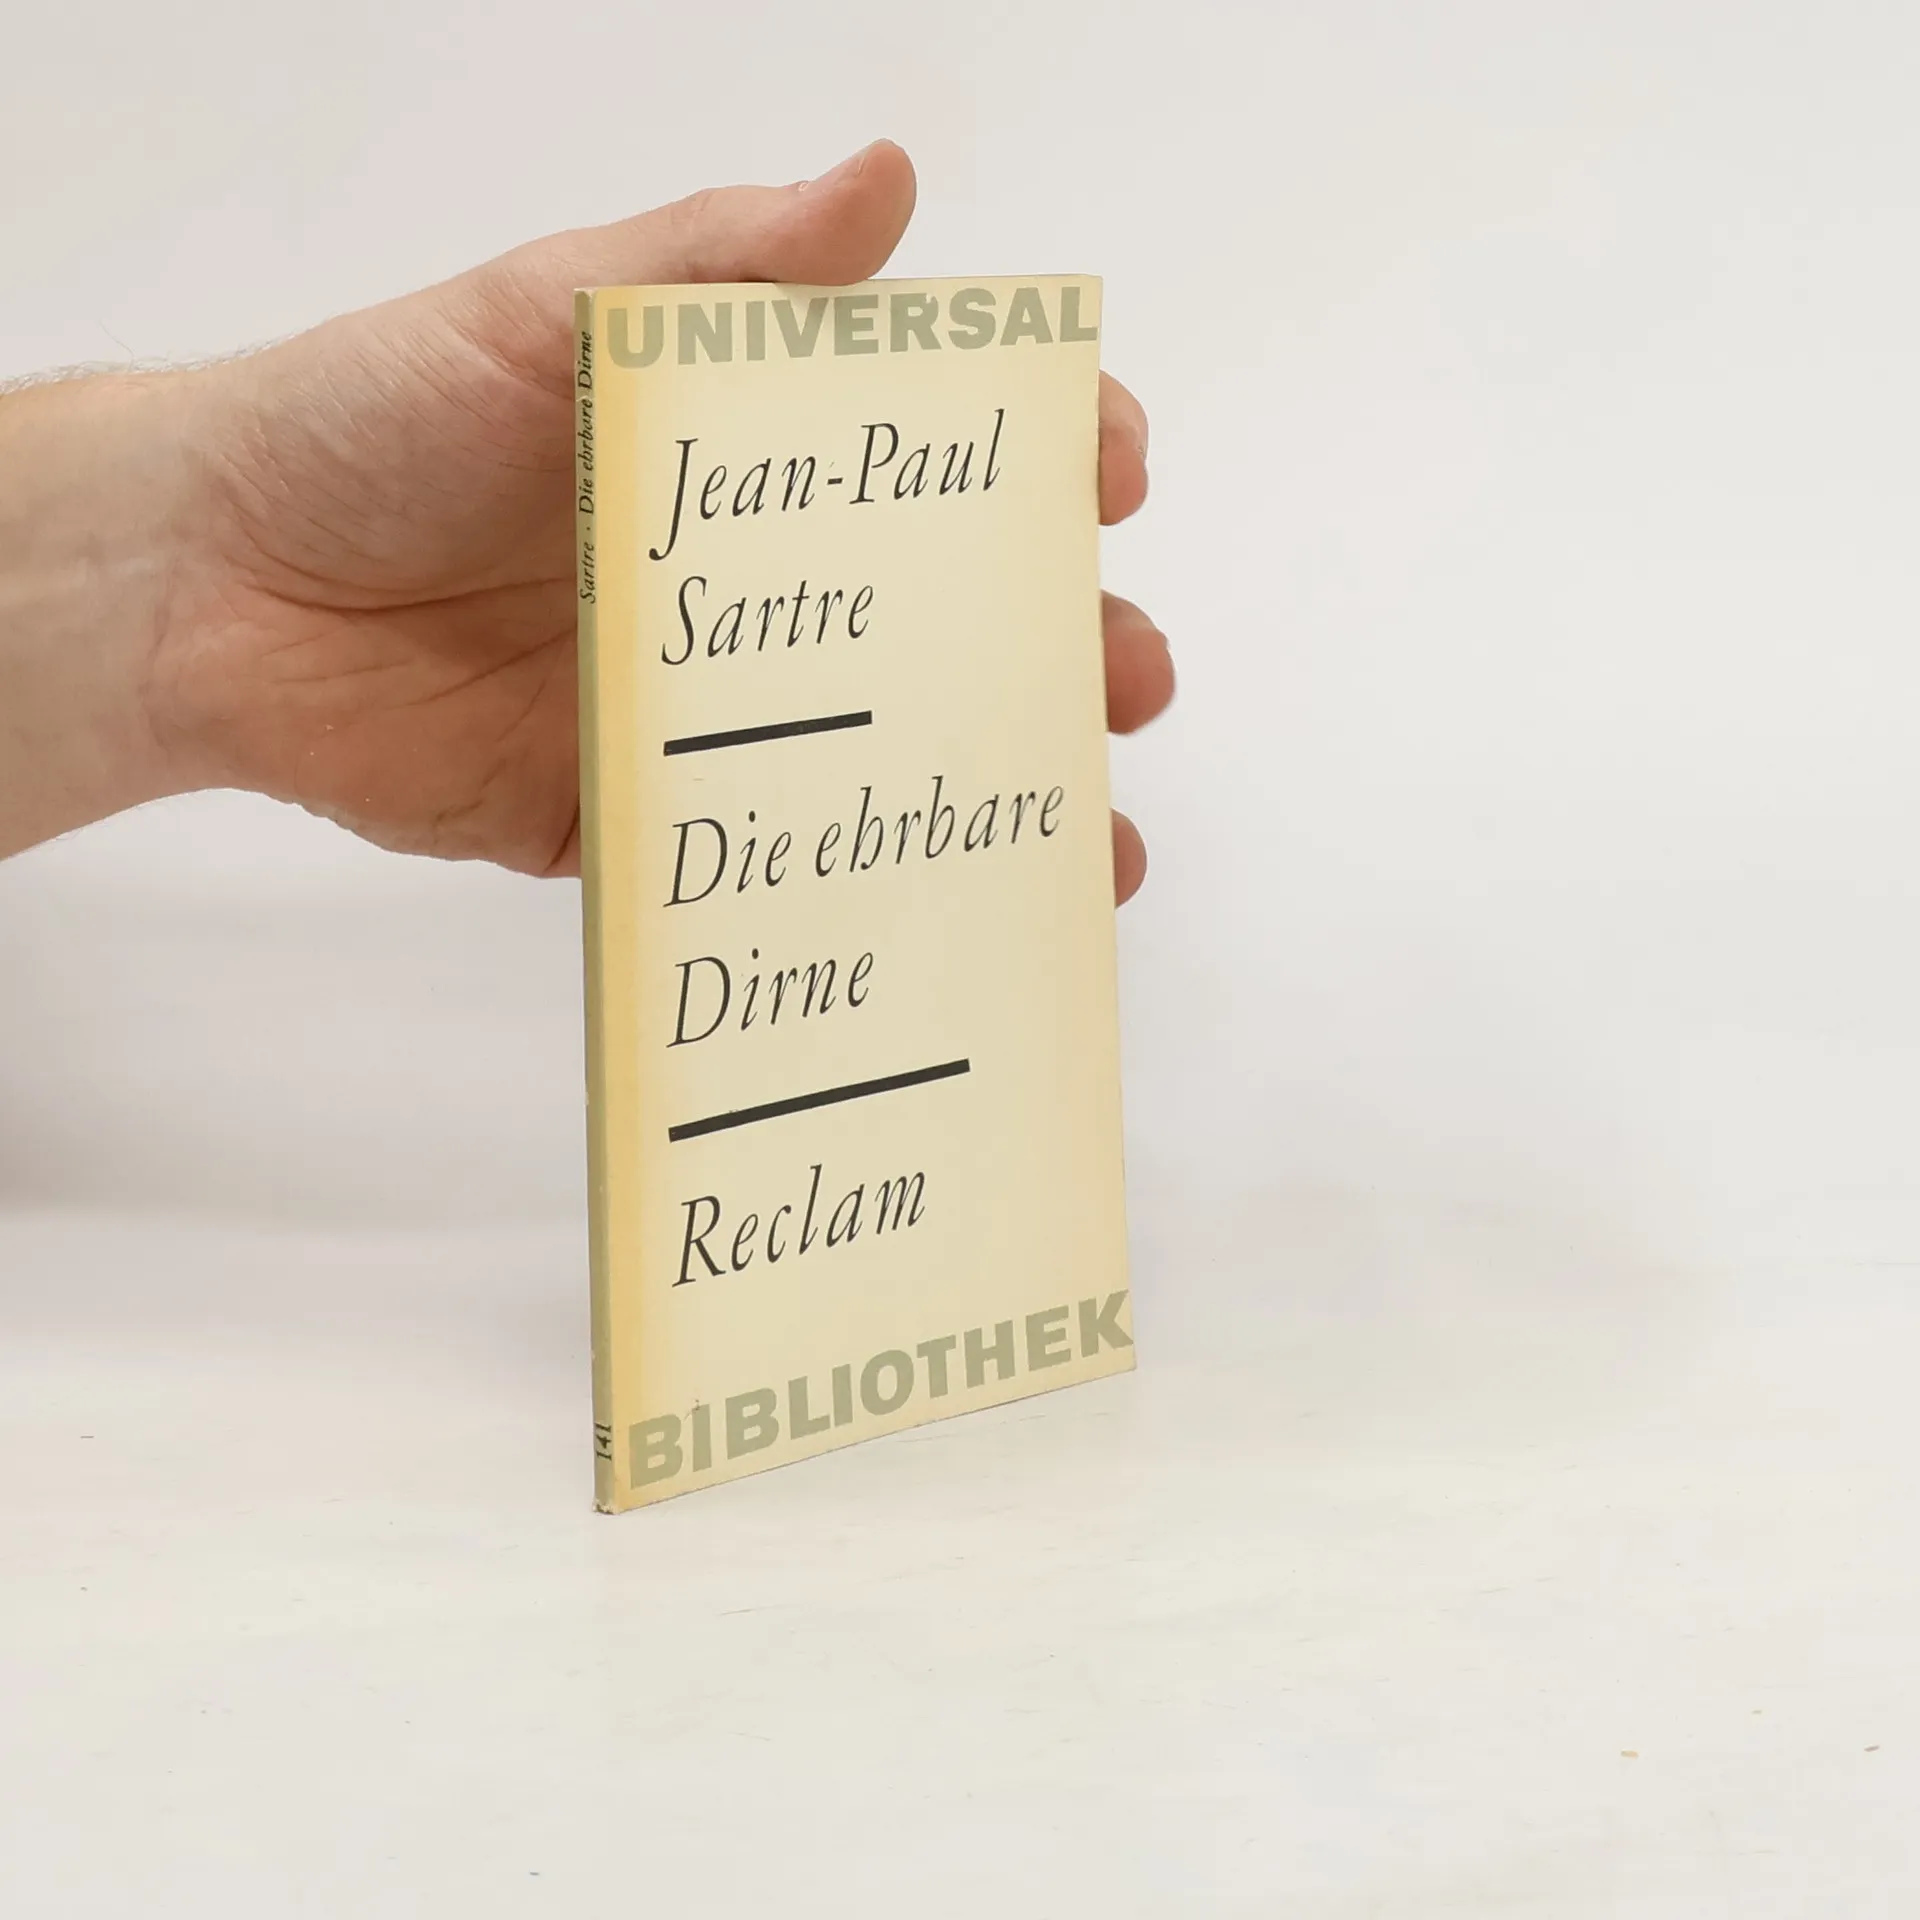 UNIVERSAL
Jean-Paul
Sartre
Die ehrbare
Dirne
Reclam
BIBLIOTHEK
Sartre · Die ehrbare Dirne
141